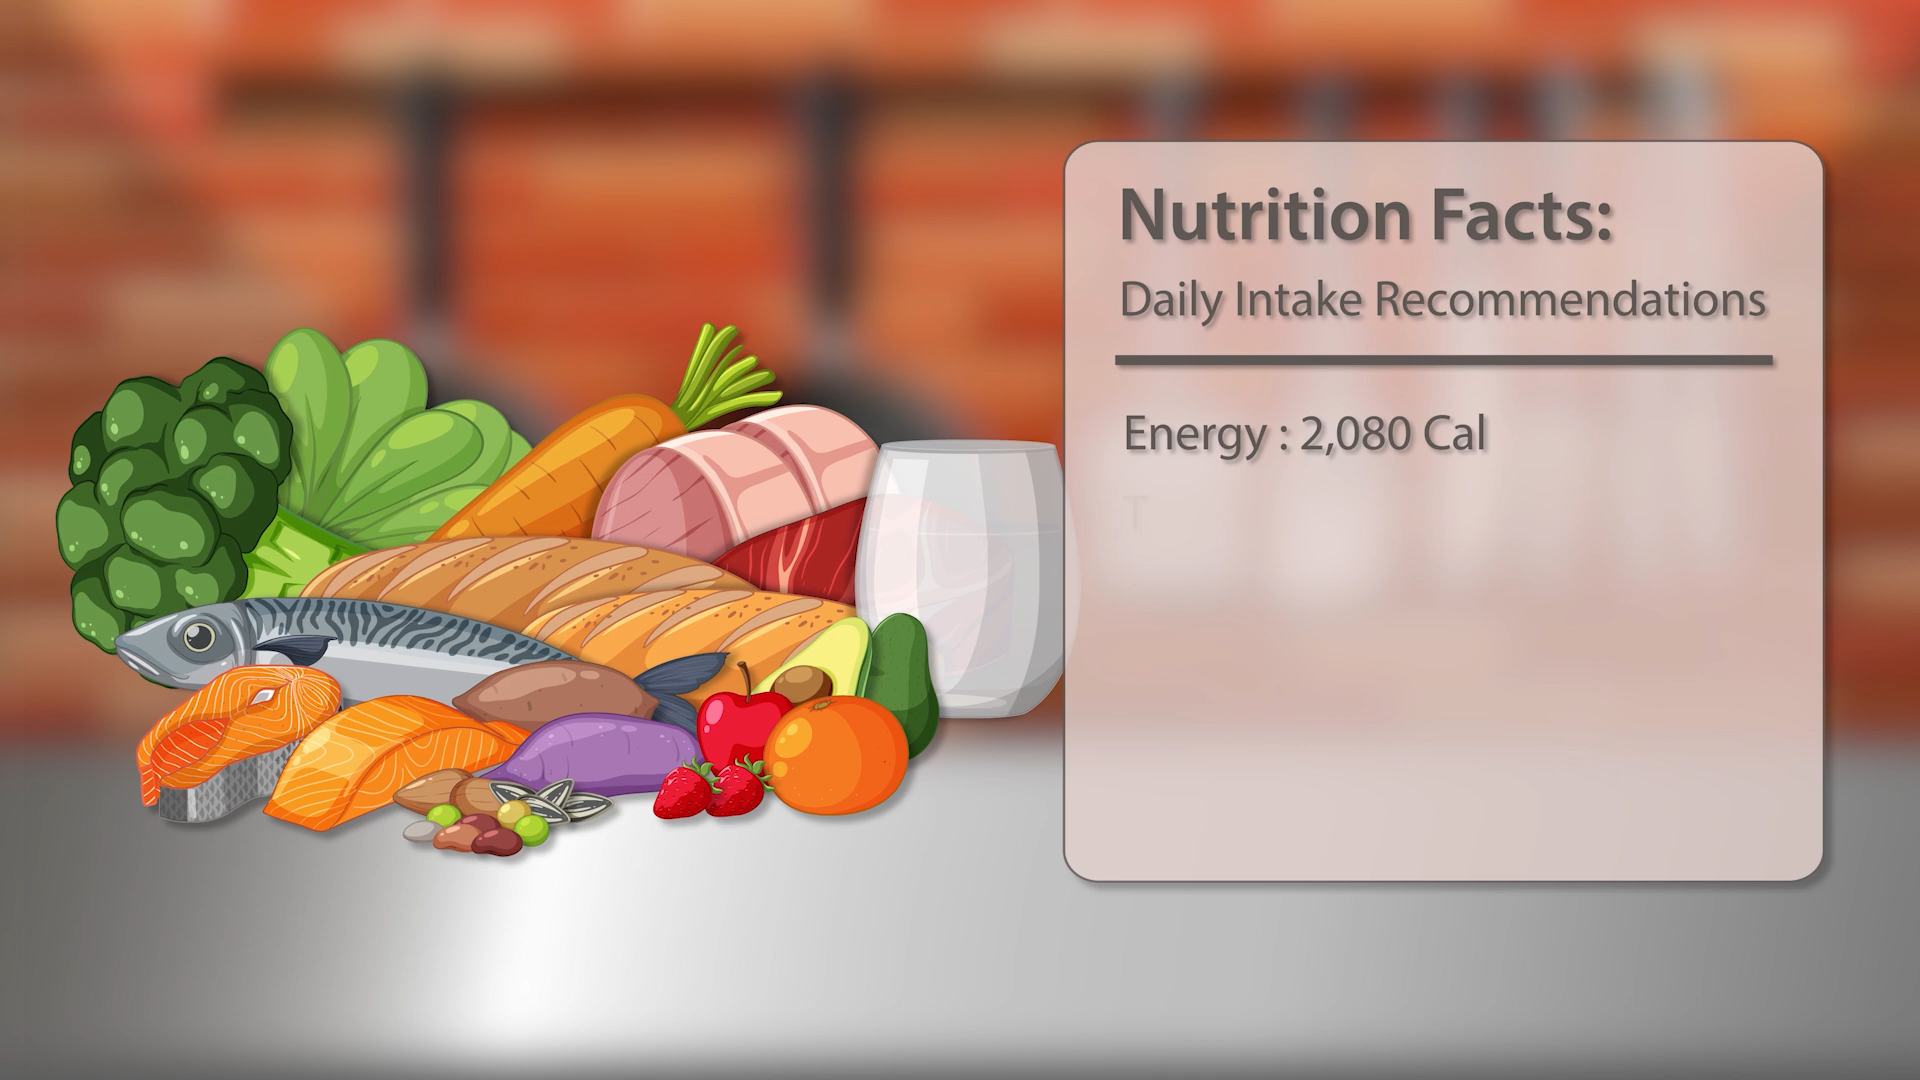 Nutrition Facts:
Daily Intake Recommendations
Energy : 2,080 Cal
T